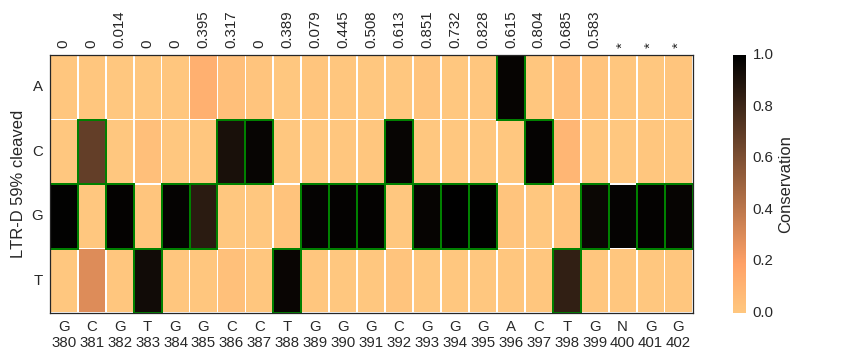 0 0 0.014 0 0 0.395 0.317 0 0.389 0.079 0.445 0.508 0.613 0.851 0.732 0.828 0.615 0.804 0.685 0.583 * * *
LTR-D 59% cleaved
A
C
G
T
G C G T G G C C T G G G C G G G A C T G N G G
380 381 382 383 384 385 386 387 388 389 390 391 392 393 394 395 396 397 398 399 400 401 402
1.0
0.8
0.6
0.4
0.2
0.0
Conservation